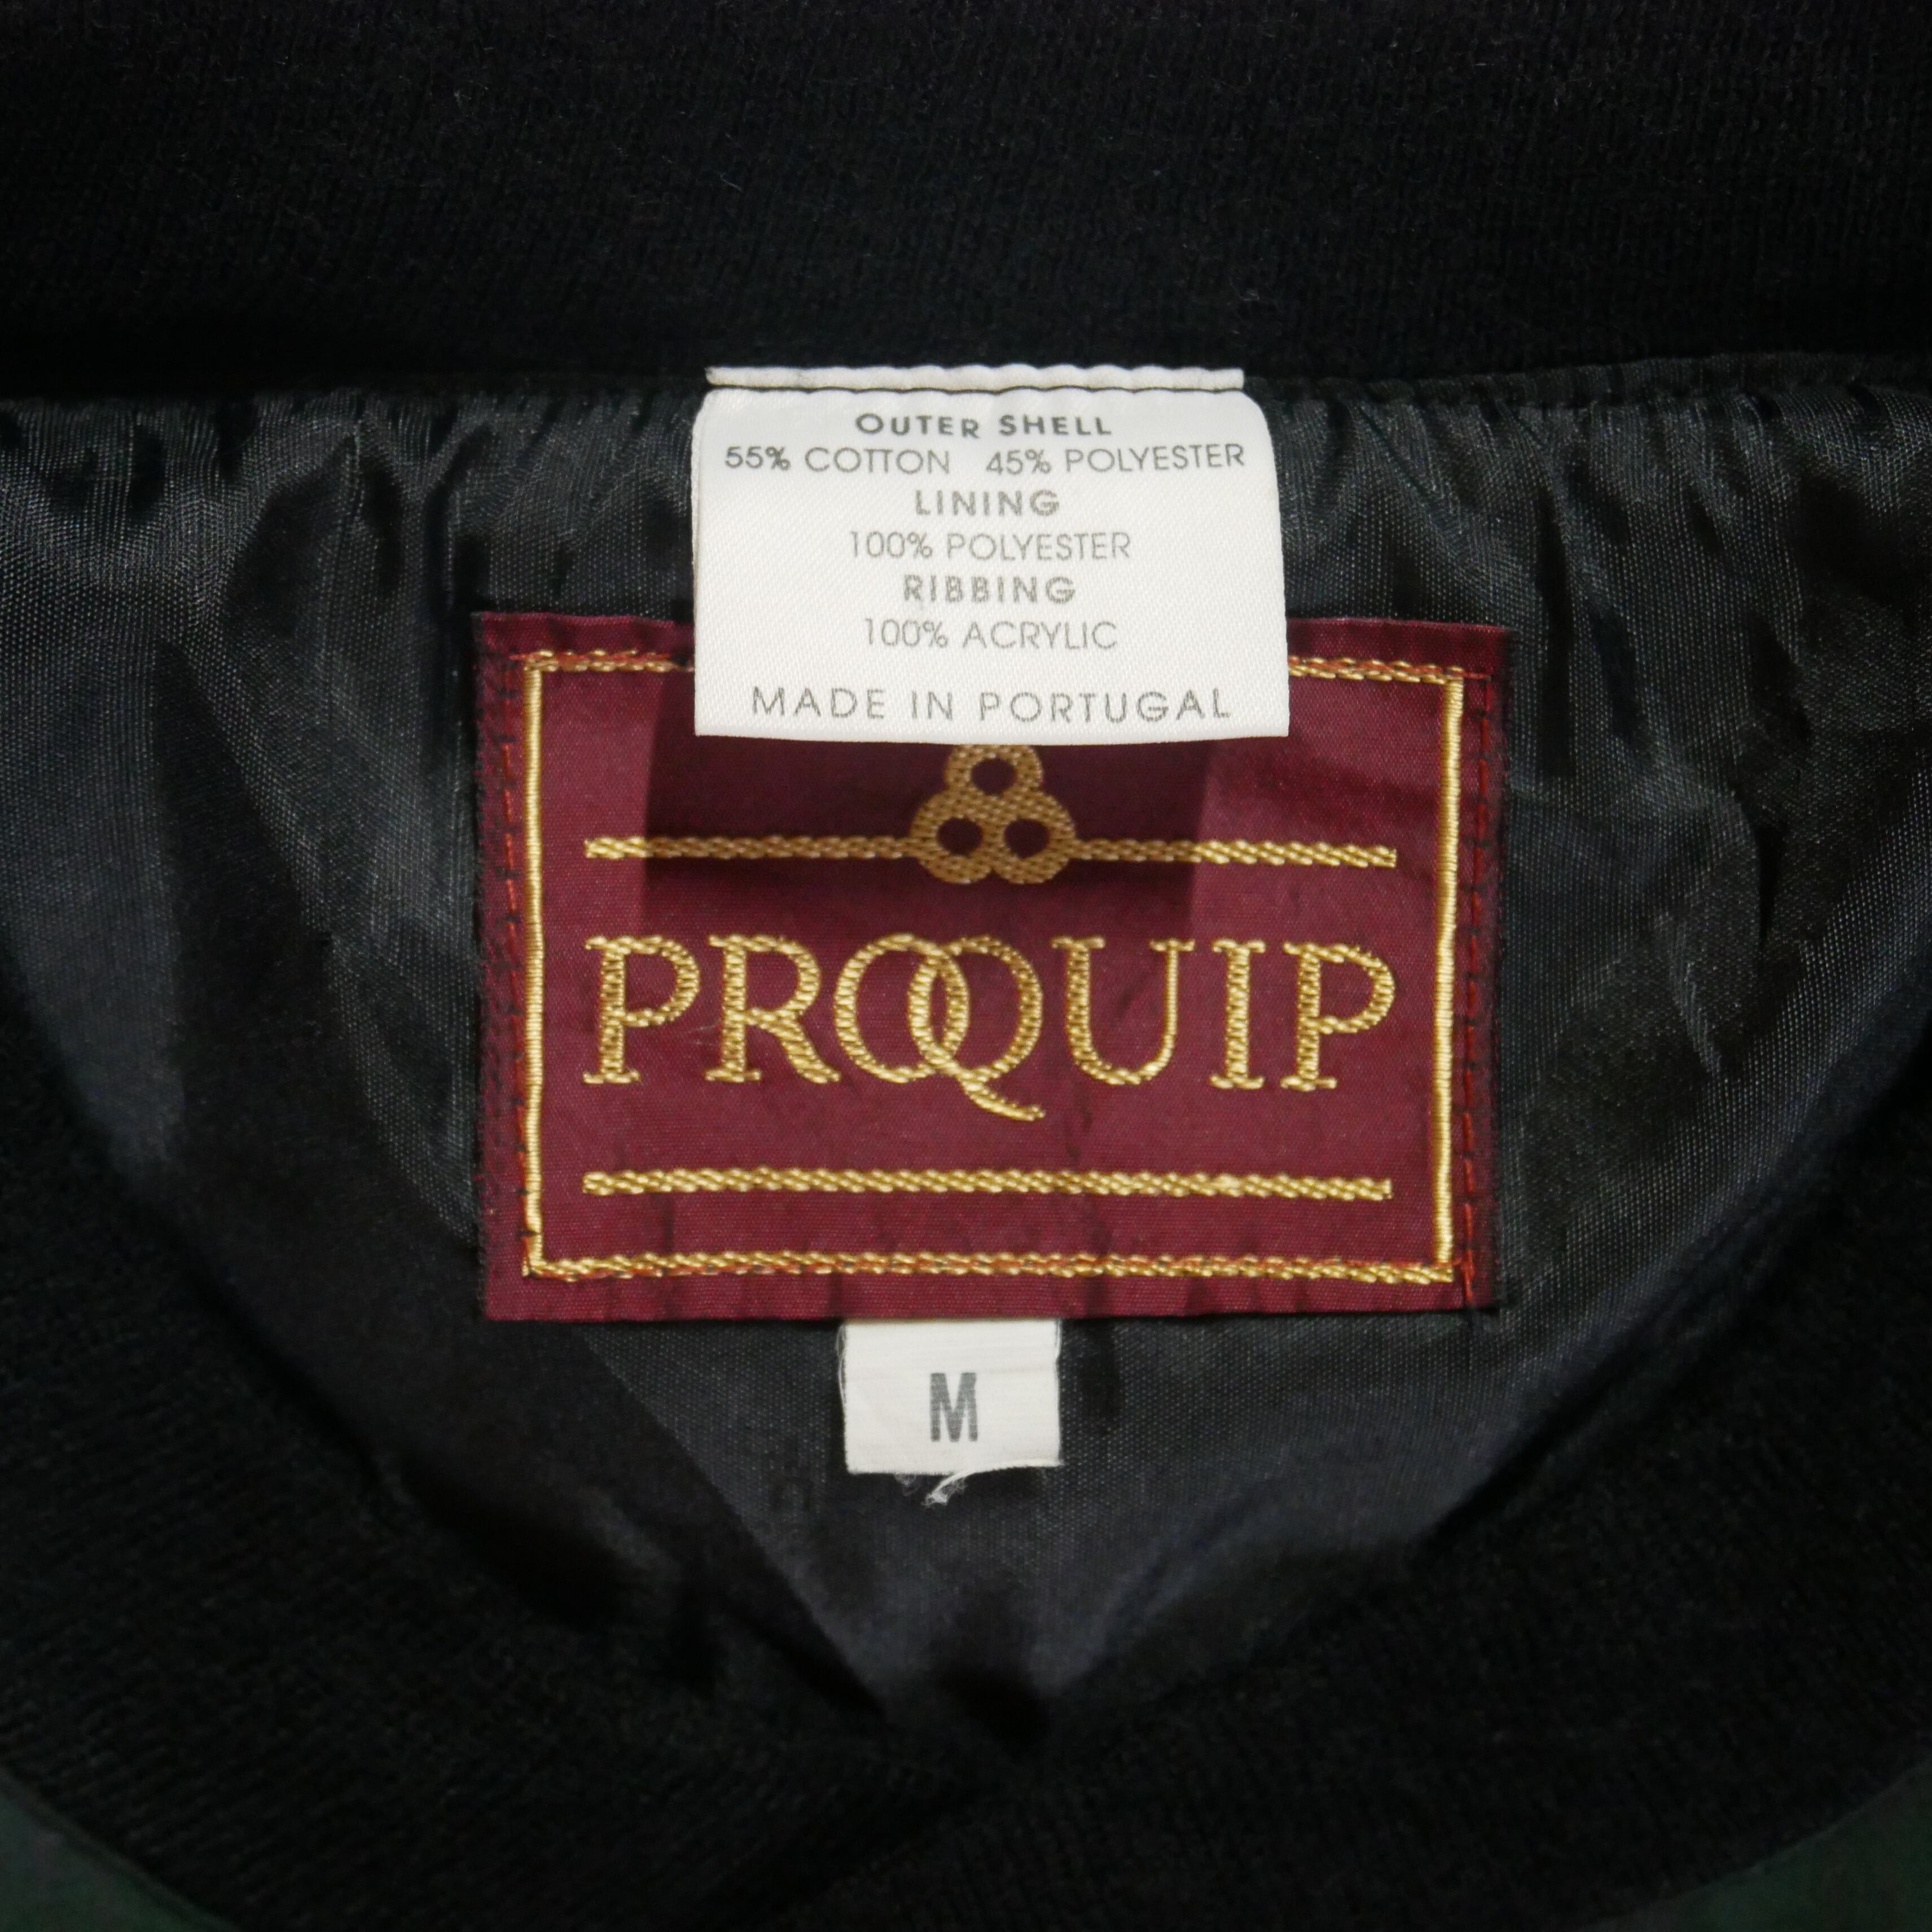 OUTER SHELL
55% COTTON 45% POLYESTER
LINING
100% POLYESTER
RIBBING
100% ACRYLIC
MADE IN PORTUGAL
PROQUIP
M